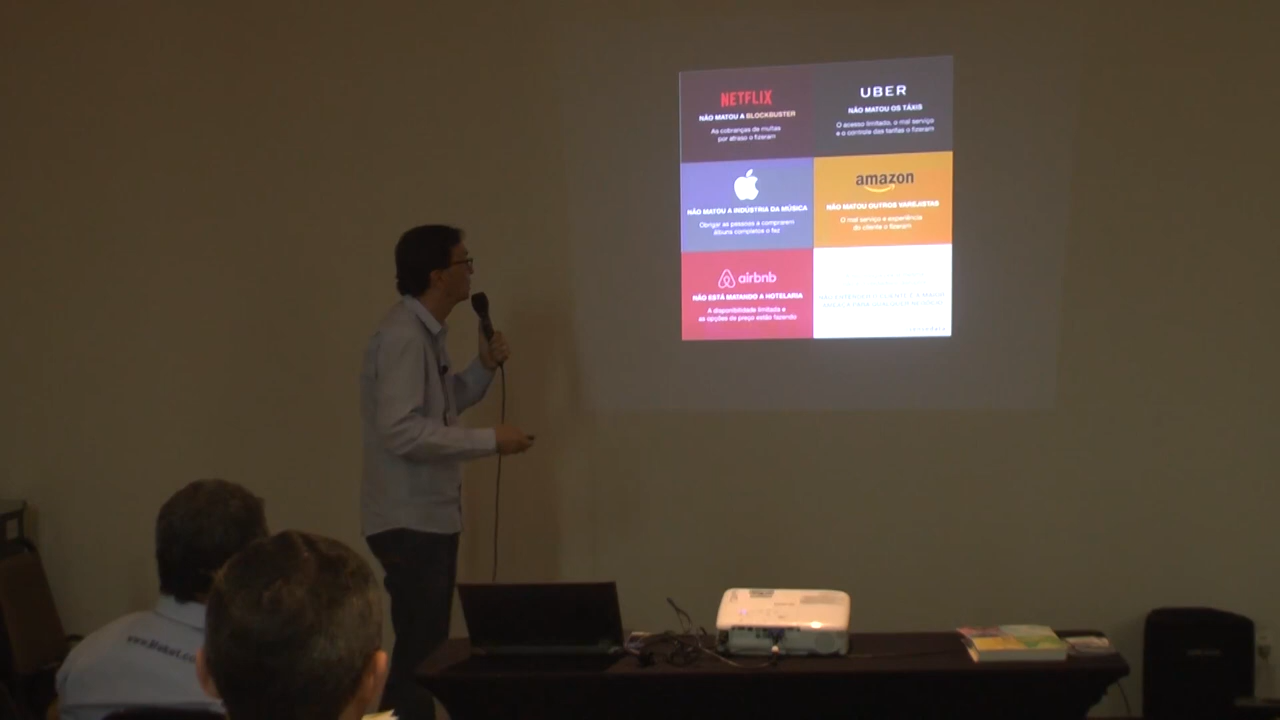 NETFLIX
NÃO MATOU A BLOCKBUSTER
As cobranças de multas
por atraso o fizeram
UBER
NÃO MATOU OS TÁXIS
O acesso limitado, o mal serviço
e o controle das tarifas o fizeram
NÃO MATOU A INDÚSTRIA DA MÚSICA
Obrigar as pessoas a comprarem
álbuns completos o fez
amazon
NÃO MATOU OUTROS VAREJISTAS
O mal serviço e experiência
do cliente o fizeram
airbnb
NÃO ESTÁ MATANDO A HOTELARIA
A disponibilidade limitada e
as opções de preço estão fazendo